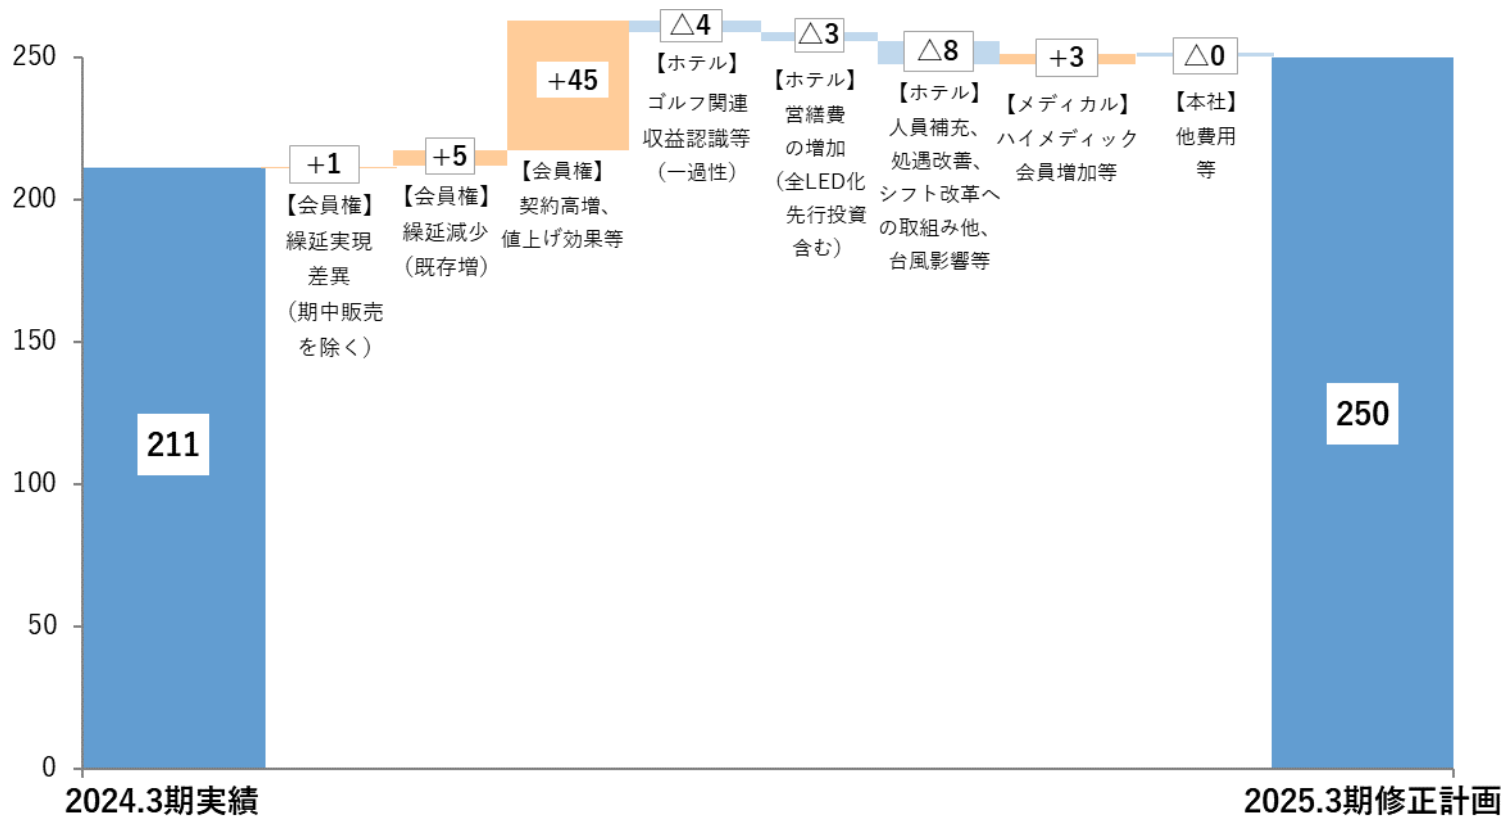 250
200
150
100
50
0
211
+1
【会員権】
繰延実現
差異
（期中販売
を除く）
+5
【会員権】
繰延減少
（既存増）
+45
【会員権】
契約高増、
値上げ効果等
△4
【ホテル】
ゴルフ関連
収益認識等
（一過性）
△3
【ホテル】
営繕費
の増加
（全LED化
先行投資
含む）
△8
【ホテル】
人員補充、
処遇改善、
シフト改革へ
の取組み他、
台風影響等
+3
【メディカル】
ハイメディック
会員増加等
△0
【本社】
他費用
等
250
2024.3期実績
2025.3期修正計画